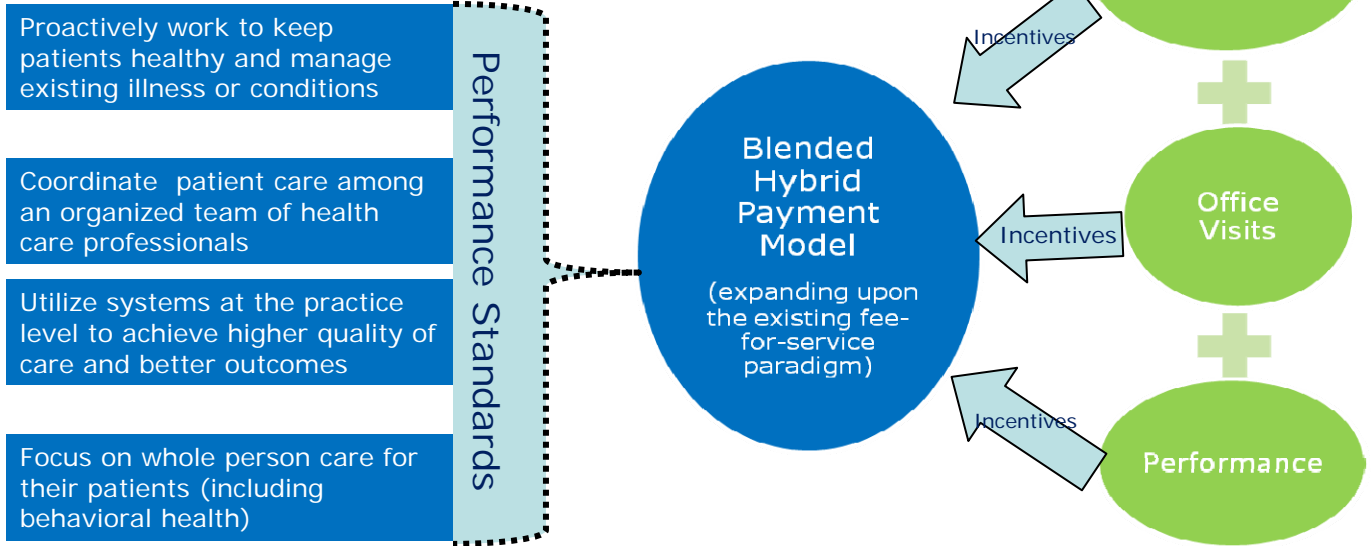 Proactively work to keep
patients healthy and manage
existing illness or conditions
Coordinate patient care among
an organized team of health
care professionals
Utilize systems at the practice
level to achieve higher quality of
care and better outcomes
Focus on whole person care for
their patients (including
behavioral health)
Performance Standards
Blended
Hybrid
Payment
Model
(expanding upon
the existing fee-
for-service
paradigm)
Incentives
Incentives
Incentives
Office
Visits
Performance